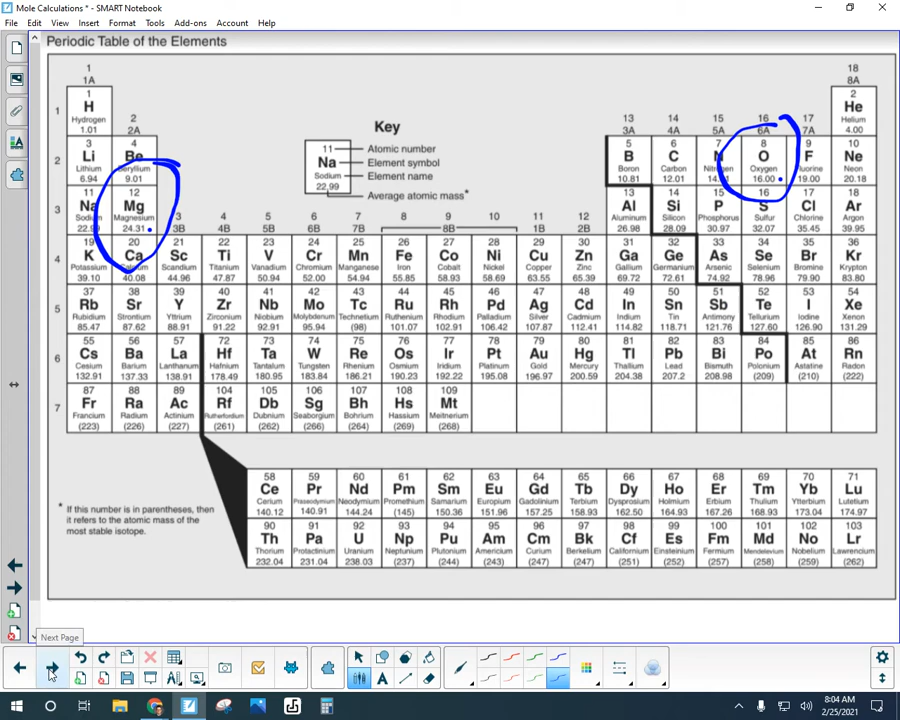 Mole Calculations * - SMART Notebook
File Edit View Insert Format Tools Add-ons Account Help
Periodic Table of the Elements
1 18
1A 8A
1 2
H He
Hydrogen 2 13 14 15 16 17 Helium
1.01 2A 3A 4A 5A 6A 7A 4.00
1
Key
11 Atomic number
Na Element symbol
Sodium Element name
22.99 Average atomic mass*
3 4 5 6 7 8 9 10
2 Li Be B C N O F Ne
Lithium Beryllium Boron Carbon Nitrogen Oxygen Fluorine Neon
6.94 9.01 10.81 12.01 16.00 19.00 20.18
11 12 13 14 15 16 17 18
3 Na Mg Al Si P S Cl Ar
Sodium Magnesium Aluminum Silicon Phosphorus Sulfur Chlorine Argon
24.31 26.98 28.09 30.97 32.07 35.45 39.95
3 4 5 6 7 8 9 10 11 12
3B 4B 5B 6B 7B 8B 1B 2B
19 20 21 22 23 24 25 26 27 28 29 30 31 32 33 34 35 36
4 K Ca Sc Ti V Cr Mn Fe Co Ni Cu Zn Ga Ge As Se Br Kr
Potassium Scandium Titanium Vanadium Chromium Manganese Iron Cobalt Nickel Copper Zinc Gallium Germanium Arsenic Selenium Bromine Krypton
39.10 40.08 44.96 47.87 50.94 52.00 54.94 55.85 58.93 58.69 63.55 65.39 69.72 72.61 74.92 78.96 79.90 83.80
37 38 39 40 41 42 43 44 45 46 47 48 49 50 51 52 53 54
5 Rb Sr Y Zr Nb Mo Tc Ru Rh Pd Ag Cd In Sn Sb Te I Xe
Rubidium Strontium Yttrium Zirconium Niobium Molybdenum Technetium Ruthenium Rhodium Palladium Silver Cadmium Indium Tin Antimony Tellurium Iodine Xenon
85.47 87.62 88.91 91.22 92.91 95.94 (98) 101.07 102.91 106.42 107.87 112.41 114.82 118.71 121.76 127.60 126.90 131.29
55 56 57 72 73 74 75 76 77 78 79 80 81 82 83 84 85 86
6 Cs Ba La Hf Ta W Re Os Ir Pt Au Hg Tl Pb Bi Po At Rn
Cesium Barium Lanthanum Hafnium Tantalum Tungsten Rhenium Osmium Iridium Platinum Gold Mercury Thallium Lead Bismuth Polonium Astatine Radon
132.91 137.33 138.91 178.49 180.95 183.84 186.21 190.23 192.22 195.08 196.97 200.59 204.38 207.2 208.98 (209) (210) (222)
87 88 89 104 105 106 107 108 109
7 Fr Ra Ac Rf Db Sg Bh Hs Mt
Francium Radium Actinium Rutherfordium Dubnium Seaborgium Bohrium Hassium Meitnerium
(223) (226) (227) (261) (262) (266) (264) (269) (268)
58 59 60 61 62 63 64 65 66 67 68 69 70 71
Ce Pr Nd Pm Sm Eu Gd Tb Dy Ho Er Tm Yb Lu
Cerium Praseodymium Neodymium Promethium Samarium Europium Gadolinium Terbium Dysprosium Holmium Erbium Thulium Ytterbium Lutetium
140.12 140.91 144.24 (145) 150.36 151.96 157.25 158.93 162.50 164.93 167.26 168.93 173.04 174.97
90 91 92 93 94 95 96 97 98 99 100 101 102 103
Th Pa U Np Pu Am Cm Bk Cf Es Fm Md No Lr
Thorium Protactinium Uranium Neptunium Plutonium Americium Curium Berkelium Californium Einsteinium Fermium Mendelevium Nobelium Lawrencium
232.04 231.04 238.03 (237) (244) (243) (247) (247) (251) (252) (257) (258) (259) (262)
* If this number is in parentheses, then
it refers to the atomic mass of the
most stable isotope.
Next Page
8:04 AM
2/25/2021